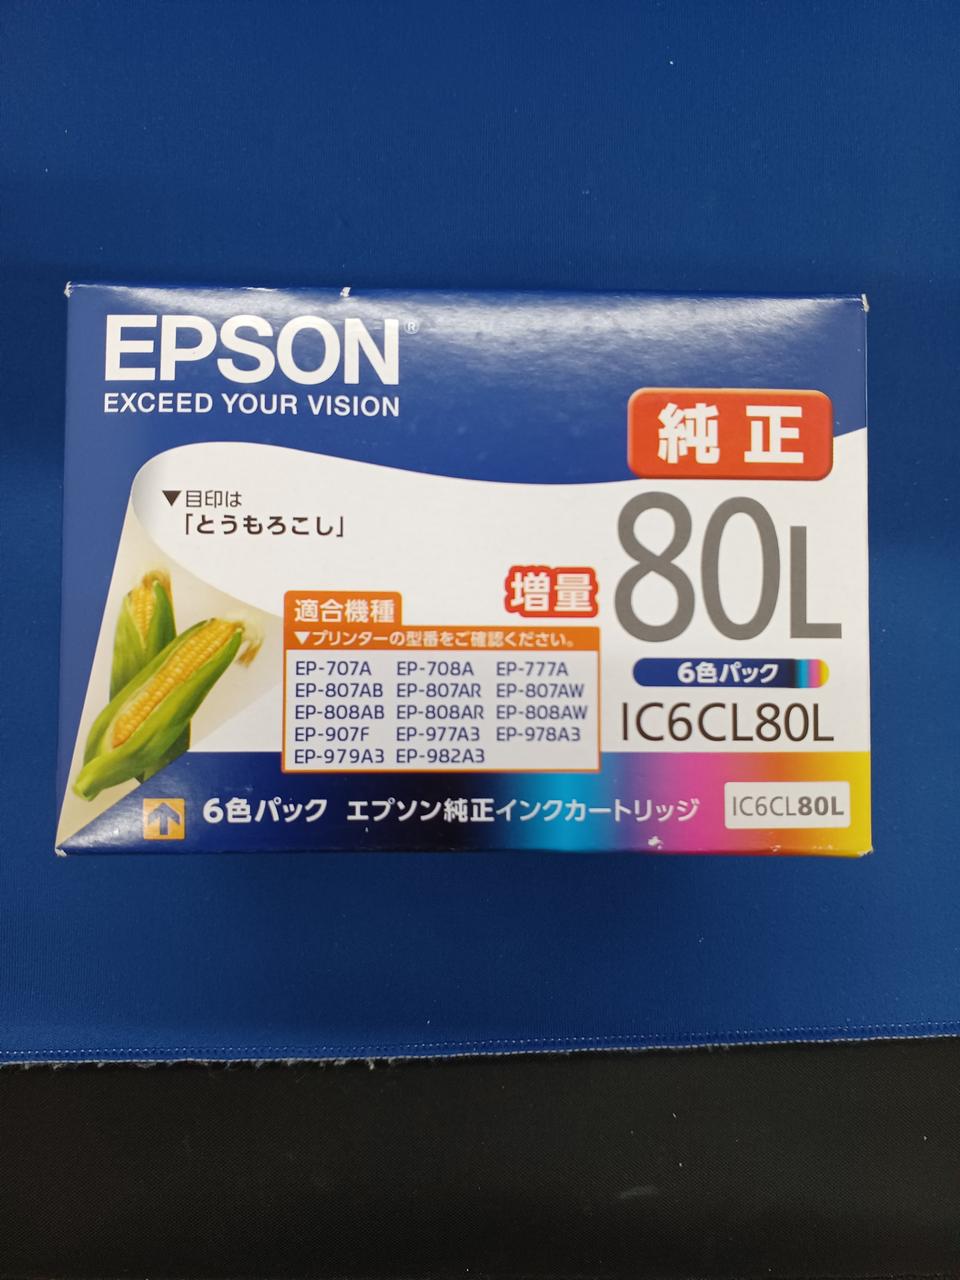 EPSON®
EXCEED YOUR VISION
純正
▼目印は
「とうもろこし」
80L
増量
適合機種
▼プリンターの型番をご確認ください。
EP-707A EP-708A EP-777A
EP-807AB EP-807AR EP-807AW
EP-808AB EP-808AR EP-808AW
EP-907F EP-977A3 EP-978A3
EP-979A3 EP-982A3
6色パック
IC6CL80L
6色パック エプソン純正インクカートリッジ
IC6CL80L